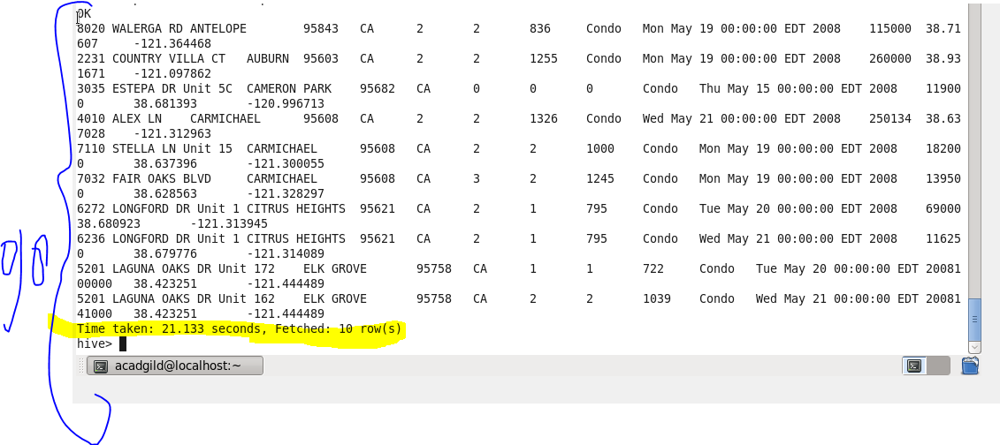 OK
8020 WALERGA RD ANTELOPE 95843 CA 2 2 836 Condo Mon May 19 00:00:00 EDT 2008 115000 38.71
607 -121.364468
2231 COUNTRY VILLA CT AUBURN 95603 CA 2 2 1255 Condo Mon May 19 00:00:00 EDT 2008 260000 38.93
1671 -121.097862
3035 ESTEPA DR Unit 5C CAMERON PARK 95682 CA 0 0 0 Condo Thu May 15 00:00:00 EDT 2008 11900
0 38.681393 -120.996713
4010 ALEX LN CARMICHAEL 95608 CA 2 2 1326 Condo Wed May 21 00:00:00 EDT 2008 250134 38.63
7028 -121.312963
7110 STELLA LN Unit 15 CARMICHAEL 95608 CA 2 2 1000 Condo Mon May 19 00:00:00 EDT 2008 18200
0 38.637396 -121.300055
7032 FAIR OAKS BLVD CARMICHAEL 95608 CA 3 2 1245 Condo Mon May 19 00:00:00 EDT 2008 13950
0 38.628563 -121.328297
6272 LONGFORD DR Unit 1 CITRUS HEIGHTS 95621 CA 2 1 795 Condo Tue May 20 00:00:00 EDT 2008 69000
38.680923 -121.313945
6236 LONGFORD DR Unit 1 CITRUS HEIGHTS 95621 CA 2 1 795 Condo Wed May 21 00:00:00 EDT 2008 11625
0 38.679776 -121.314089
5201 LAGUNA OAKS DR Unit 172 ELK GROVE 95758 CA 1 1 722 Condo Tue May 20 00:00:00 EDT 20081
00000 38.423251 -121.444489
5201 LAGUNA OAKS DR Unit 162 ELK GROVE 95758 CA 2 2 1039 Condo Wed May 21 00:00:00 EDT 20081
41000 38.423251 -121.444489
Time taken: 21.133 seconds, Fetched: 10 row(s)
hive>
acadgild@localhost:~